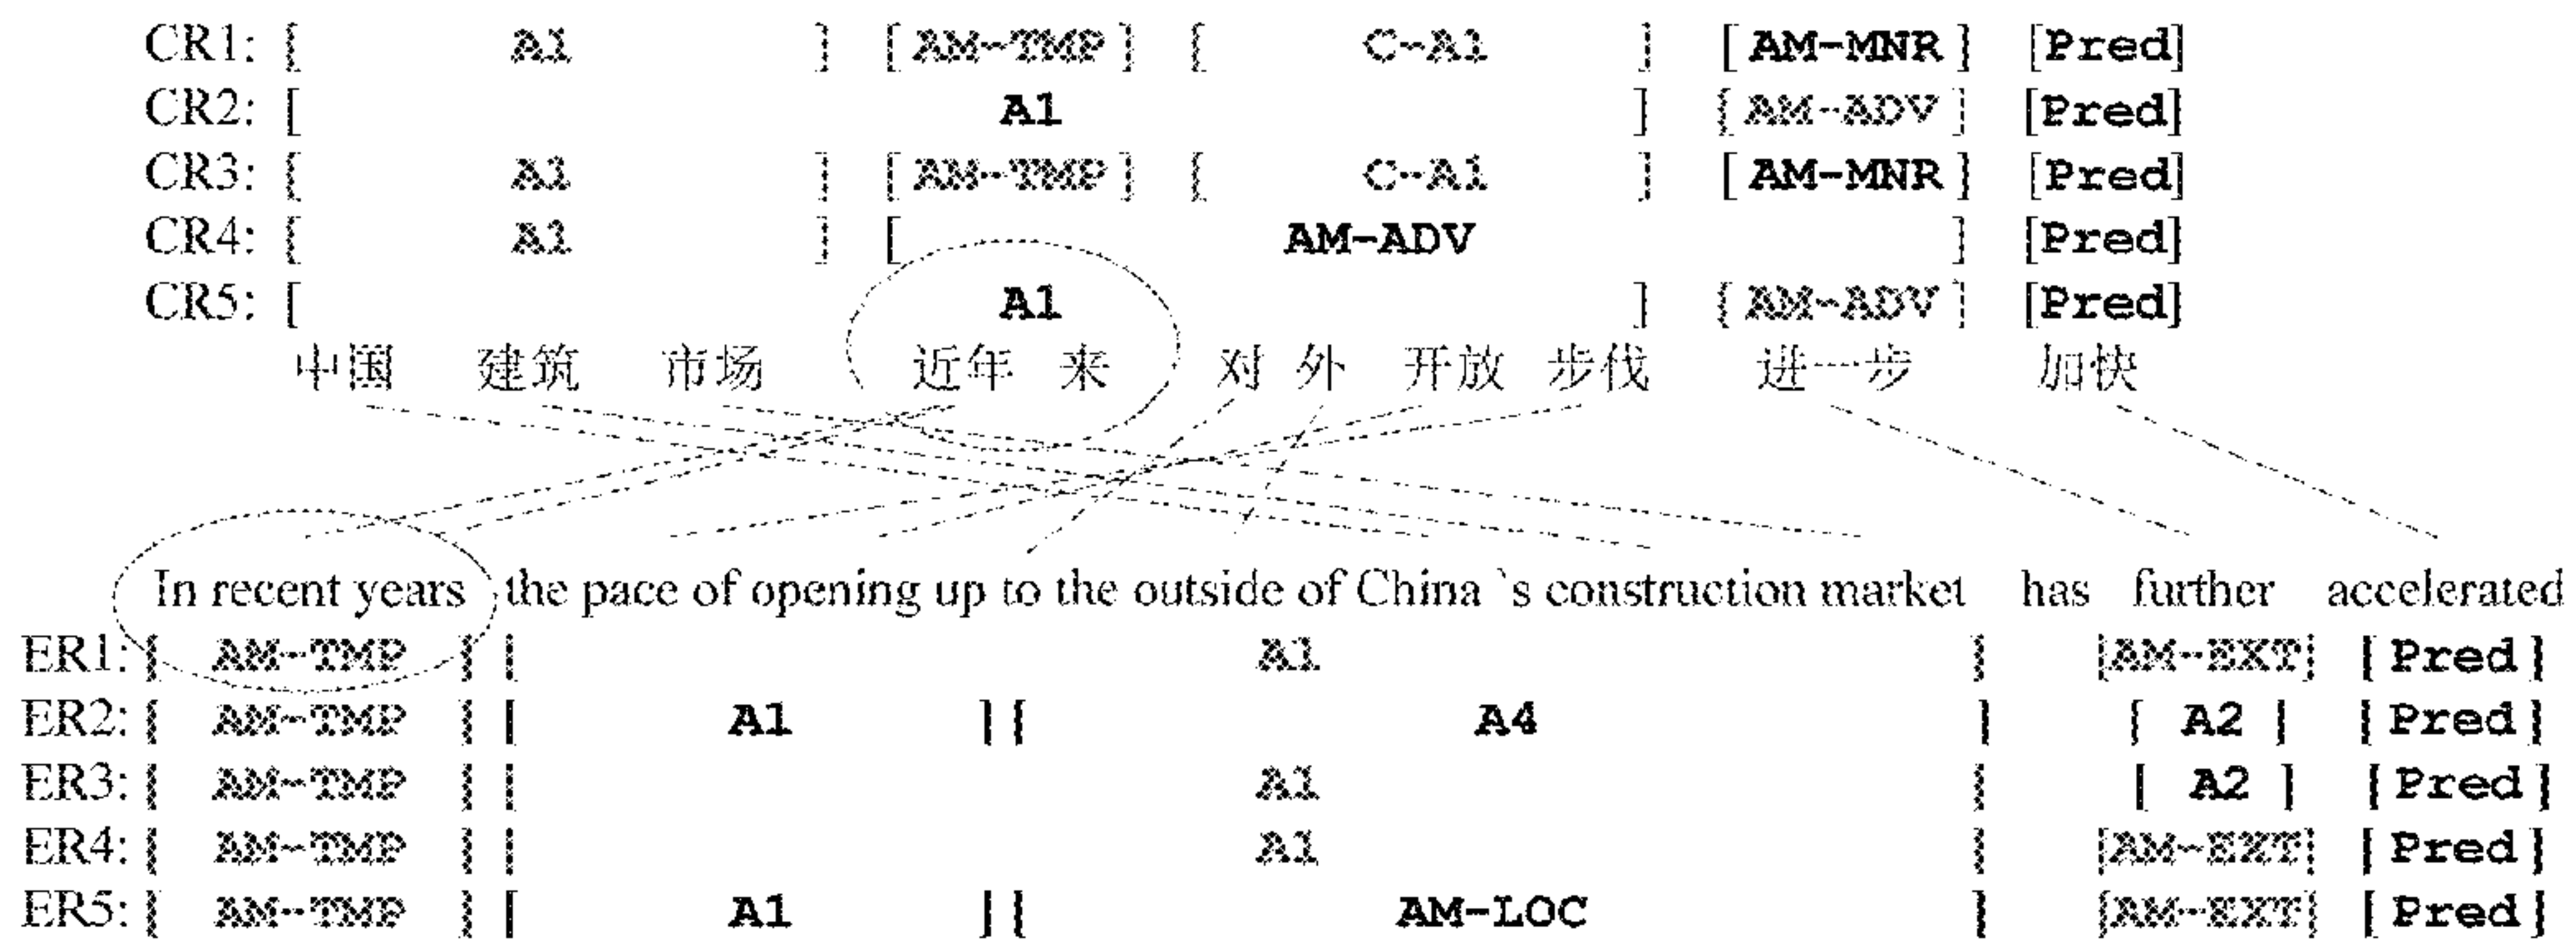 CR1: [ A1 ] [ AM-TMP ] [ C-A1 ] [ AM-MNR ] [Pred]
CR2: [ A1 ] [ AM-ADV ] [Pred]
CR3: [ A1 ] [ AM-TMP ] [ C-A1 ] [ AM-MNR ] [Pred]
CR4: [ A1 ] [ AM-ADV ] [Pred]
CR5: [ A1 ] [ AM-ADV ] [Pred]
中国 建筑 市场 近年 来 对 外 开放 步伐 进一步 加快
In recent years the pace of opening up to the outside of China `s construction market has further accelerated
ER1: [ AM-TMP ] [ A1 ] [AM-EXT] [ Pred ]
ER2: [ AM-TMP ] [ A1 ] [ A4 ] [ A2 ] [ Pred ]
ER3: [ AM-TMP ] [ A1 ] [ A2 ] [ Pred ]
ER4: [ AM-TMP ] [ A1 ] [AM-EXT] [ Pred ]
ER5: [ AM-TMP ] [ A1 ] [ AM-LOC ] [AM-EXT] [ Pred ]